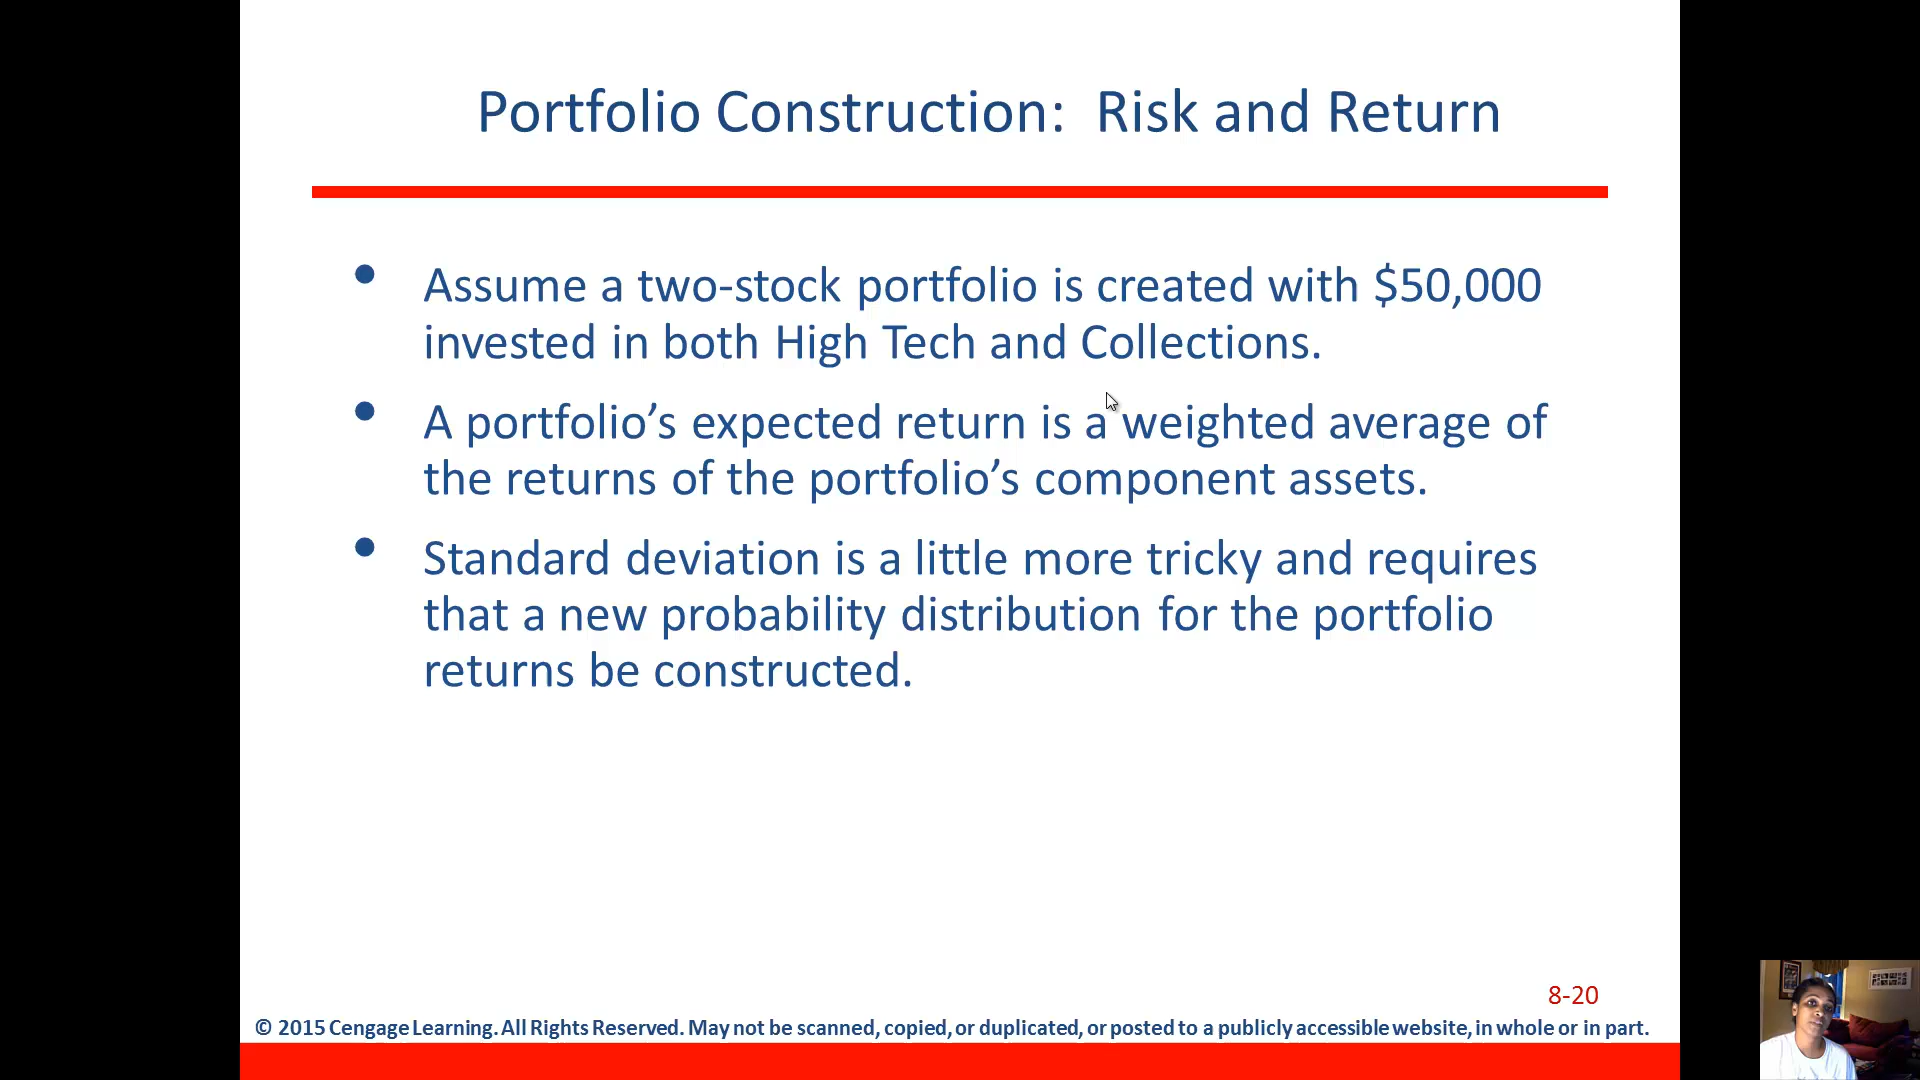 Portfolio Construction:  Risk and Return
• Assume a two-stock portfolio is created with $50,000
invested in both High Tech and Collections.
• A portfolio’s expected return is a weighted average of
the returns of the portfolio’s component assets.
• Standard deviation is a little more tricky and requires
that a new probability distribution for the portfolio
returns be constructed.
8-20
© 2015 Cengage Learning. All Rights Reserved. May not be scanned, copied, or duplicated, or posted to a publicly accessible website, in whole or in part.